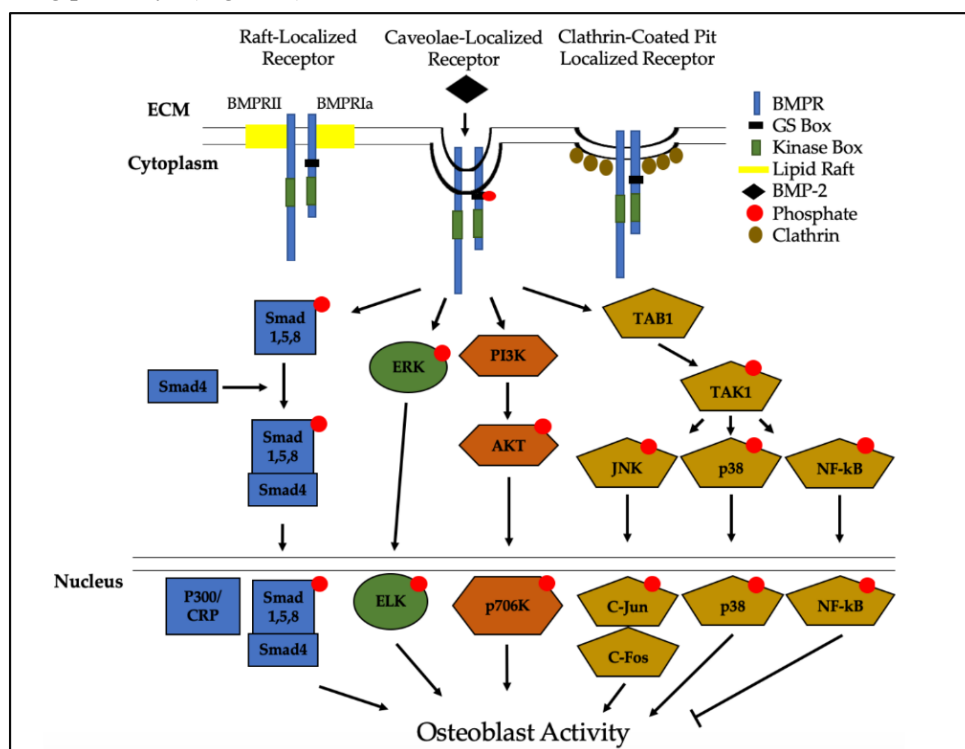 Raft-Localized
Receptor
Caveolae-Localized
Receptor
Clathrin-Coated Pit
Localized Receptor
BMPRII
BMPRIa
ECM
Cytoplasm
BMPR
GS Box
Kinase Box
Lipid Raft
BMP-2
Phosphate
Clathrin
Smad
1,5,8
ERK
PI3K
TAB1
Smad4
TAK1
Smad
1,5,8
Smad4
AKT
JNK
p38
NF-kB
Nucleus
P300/
CRP
Smad
1,5,8
Smad4
ELK
p706K
C-Jun
C-Fos
p38
NF-kB
Osteoblast Activity